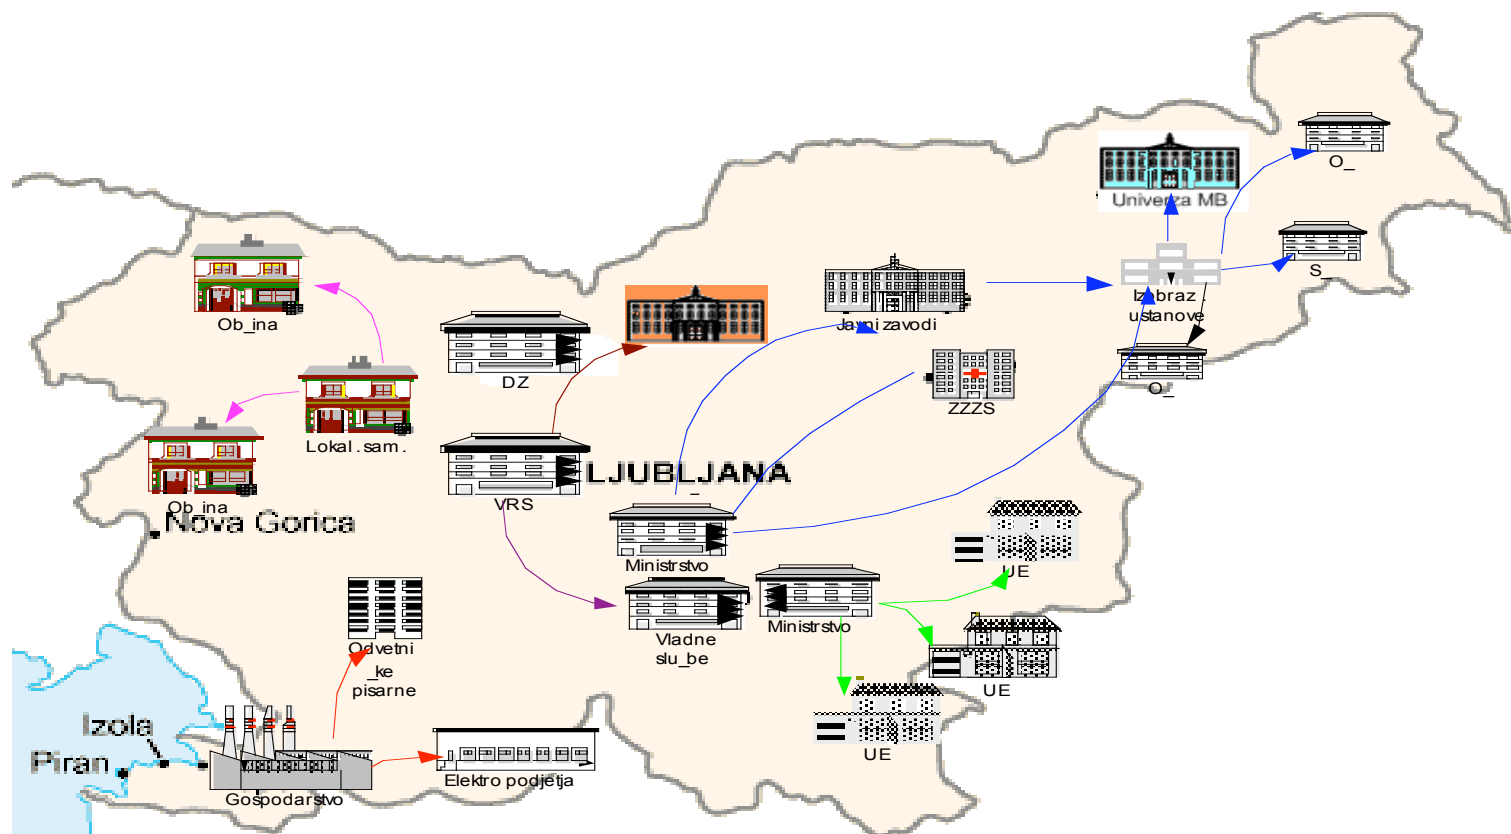 O_
Univerza MB
S_
Izobraz .
ustanove
Javni zavodi
Ob_ina
DZ
O_
ZZZS
Lokal . sam .
LJUBLJANA
VRS
Ob_ina
Nova Gorica
Ministrstvo
UE
Vladne
slu_be
Ministrstvo
Odvetni
_ke
pisarne
UE
Izola
Piran
UE
Elektro podjetja
Gospodarstvo